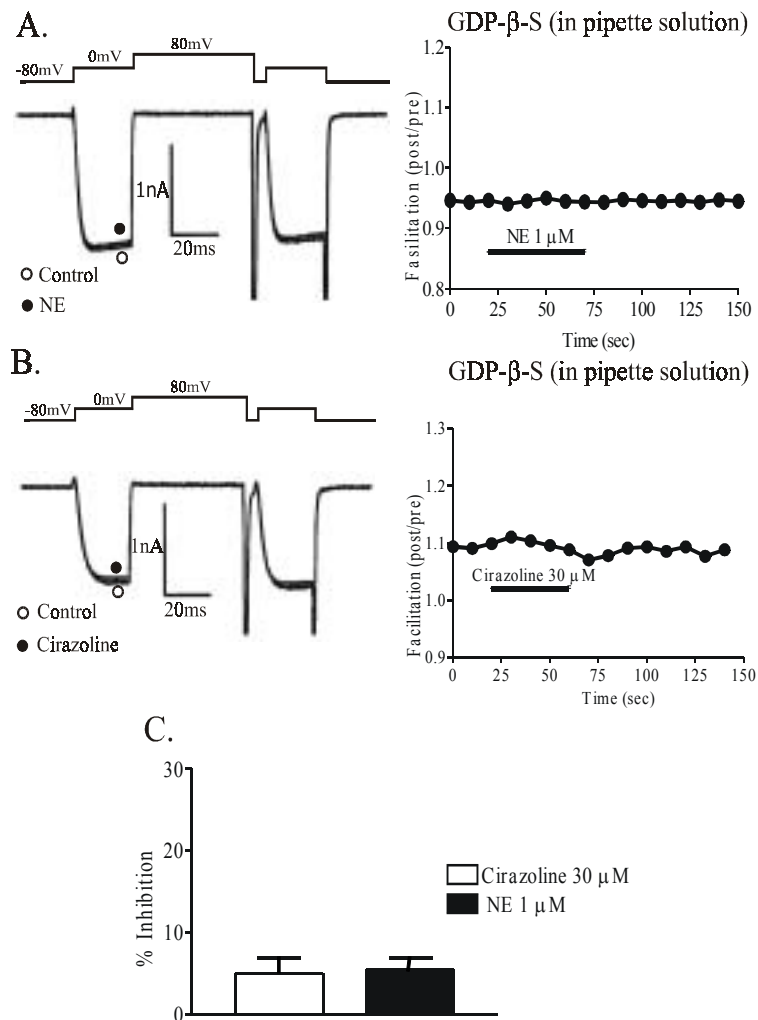 A.
-80mV 0mV 80mV
1nA
20ms
Control
NE
GDP-β-S (in pipette solution)
Fasilitation (post/pre)
1.2
1.1
1.0
0.9
0.8
NE 1 µM
0 25 50 75 100 125 150
Time (sec)
B.
-80mV 0mV 80mV
1nA
20ms
Control
Cirazoline
GDP-β-S (in pipette solution)
Facilitation (post/pre)
1.3
1.2
1.1
1.0
0.9
Cirazoline 30 µM
0 25 50 75 100 125 150
Time (sec)
C.
% Inhibition
30
20
10
0
Cirazoline 30 µM
NE 1 µM